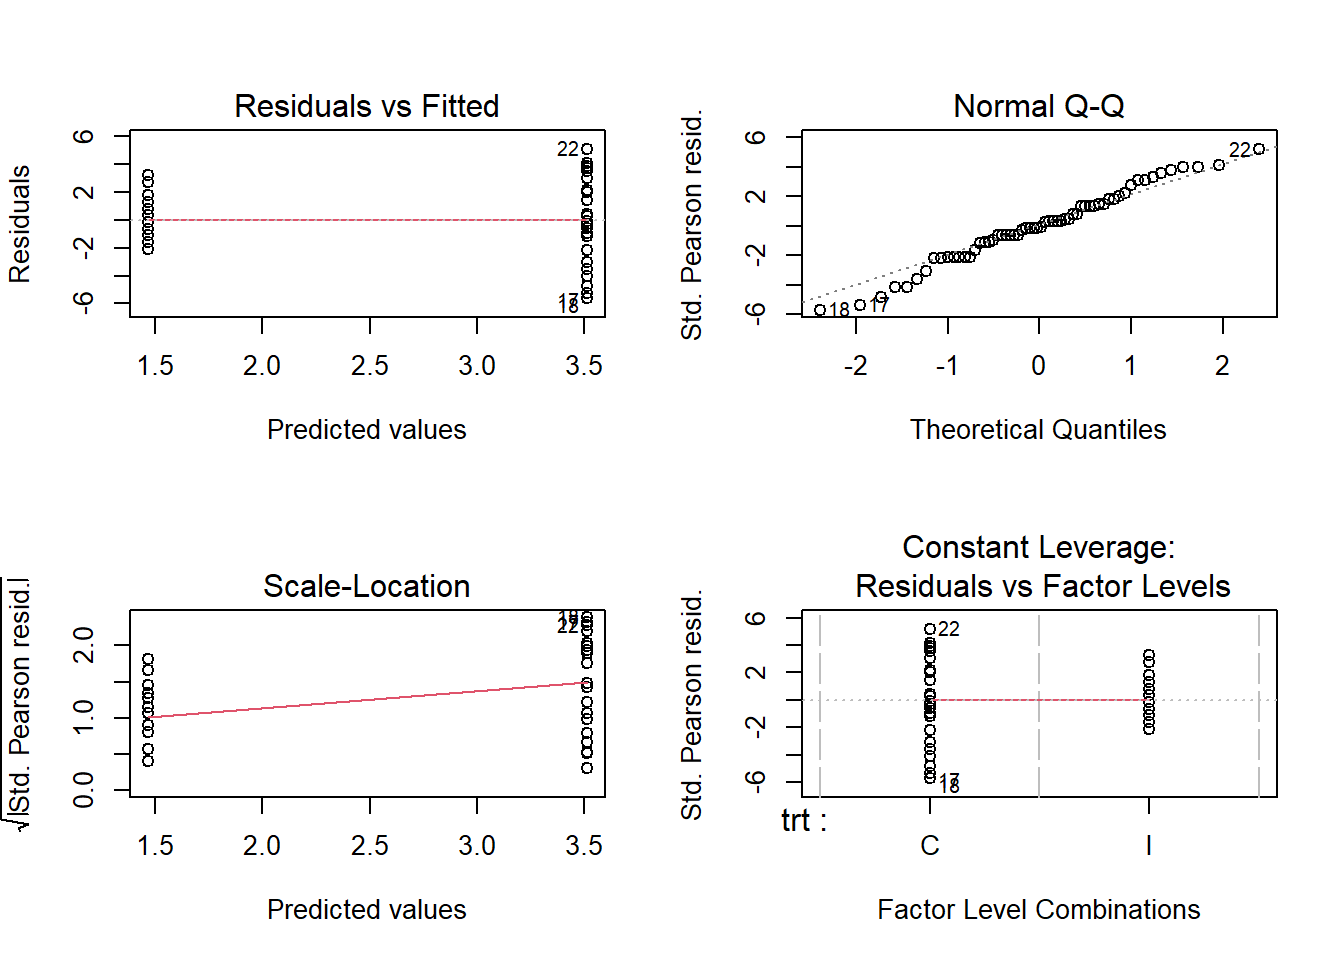 Residuals vs Fitted
Residuals
6
2
-2
-6
22
17
18
1.5 2.0 2.5 3.0 3.5
Predicted values
Normal Q-Q
Std. Pearson resid.
6
2
-2
-6
22
18 17
-2 -1 0 1 2
Theoretical Quantiles
Scale-Location
√|Std. Pearson resid.|
2.0
1.0
0.0
18
17
22
1.5 2.0 2.5 3.0 3.5
Predicted values
Constant Leverage:
Residuals vs Factor Levels
Std. Pearson resid.
6
2
-2
-6
22
17
18
trt :
C I
Factor Level Combinations